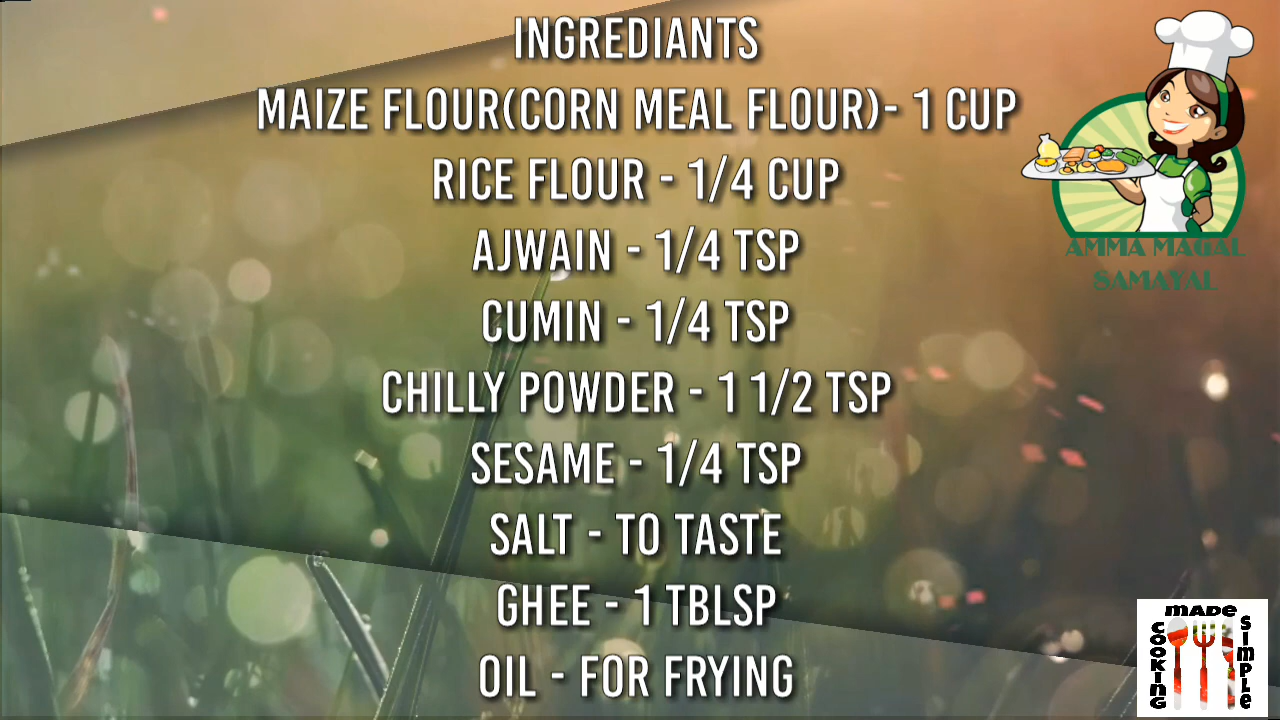 INGREDIANTS
MAIZE FLOUR(CORN MEAL FLOUR)- 1 CUP
RICE FLOUR - 1/4 CUP
AJWAIN - 1/4 TSP
CUMIN - 1/4 TSP
CHILLY POWDER - 1 1/2 TSP
SESAME - 1/4 TSP
SALT - TO TASTE
GHEE - 1 TBLSP
OIL - FOR FRYING
AMMA MAGAL
SAMAYAL
cooking
made
simple